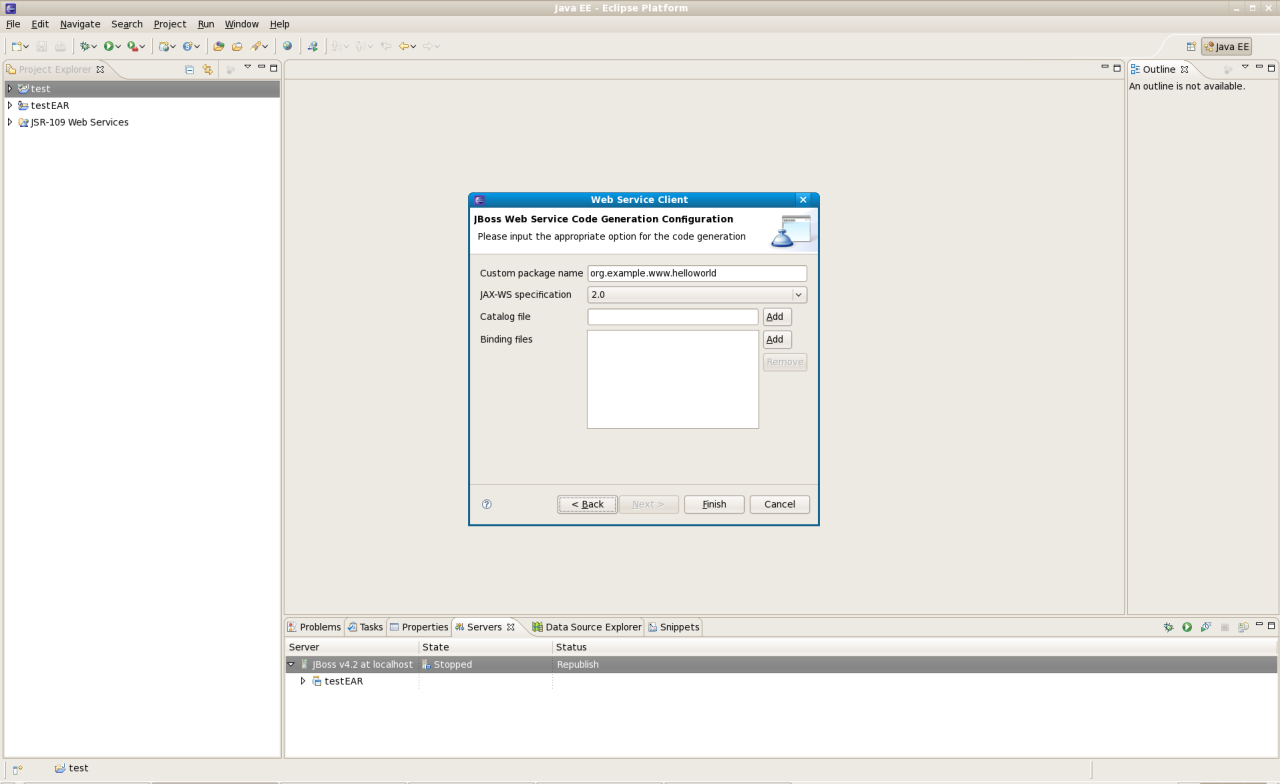 Java EE - Eclipse Platform
File Edit Navigate Search Project Run Window Help
Java EE
Project Explorer
Outline
test
An outline is not available.
testEAR
JSR-109 Web Services
Web Service Client
JBoss Web Service Code Generation Configuration
Please input the appropriate option for the code generation
Custom package name org.example.www.helloworld
JAX-WS specification 2.0
Catalog file Add
Binding files Add
Remove
< Back Next > Finish Cancel
Problems Tasks Properties Servers Data Source Explorer Snippets
Server State Status
JBoss v4.2 at localhost Stopped Republish
testEAR
test